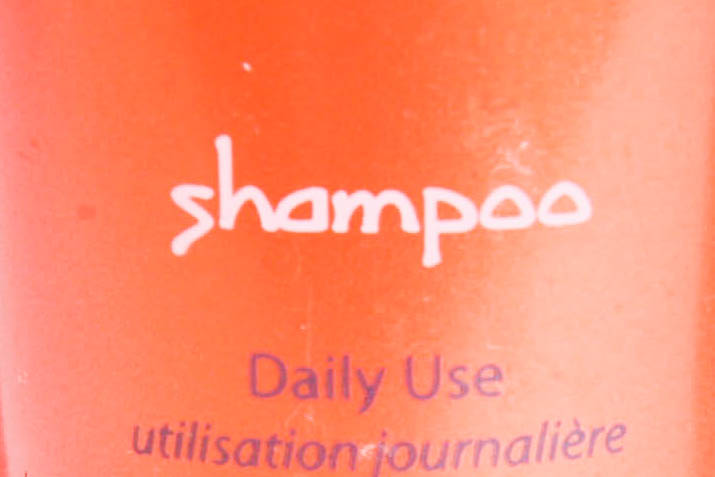 shampoo
Daily Use
utilisation journalière